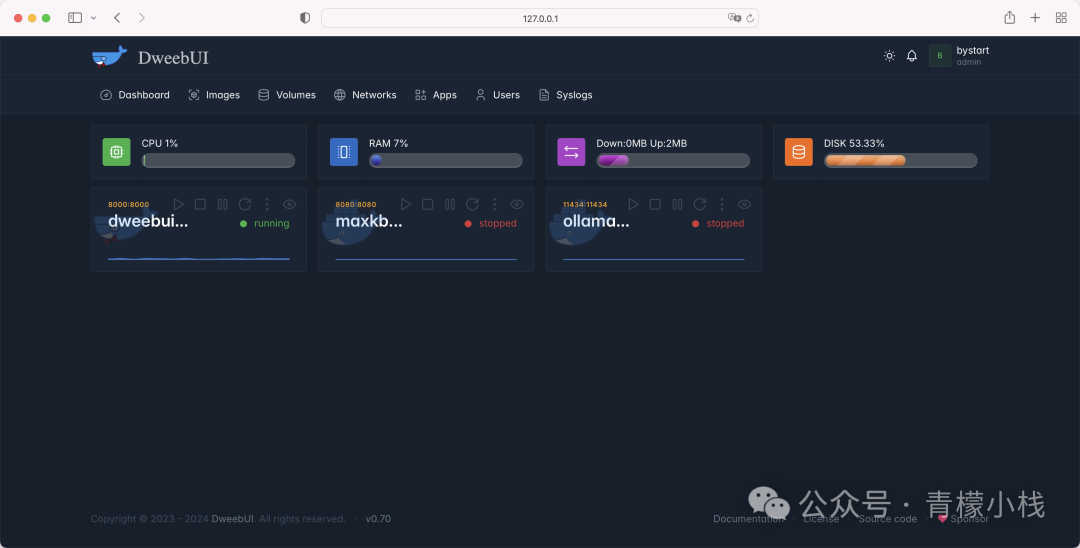 127.0.0.1
DweebUI
B
bystart
admin
Dashboard Images Volumes Networks Apps Users Syslogs
CPU 1%
RAM 7%
Down:0MB Up:2MB
DISK 53.33%
8000:8000
dweebui...
running
8080:8080
maxkb...
stopped
11434:11434
ollama...
stopped
公众号 · 青檬小栈
Copyright © 2023 - 2024 DweebUI. All rights reserved. · v0.70
Documentation · License · Source code · Sponsor